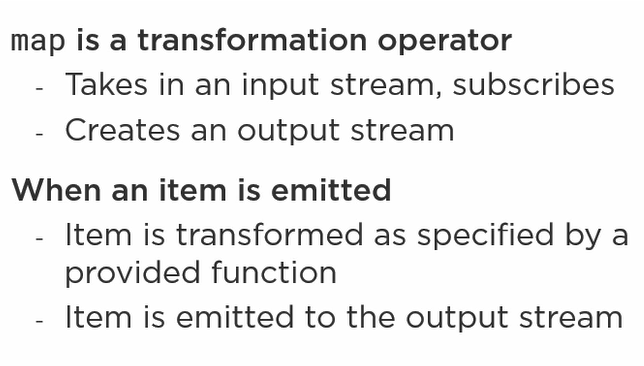 map is a transformation operator
- Takes in an input stream, subscribes
- Creates an output stream
When an item is emitted
- Item is transformed as specified by a
provided function
- Item is emitted to the output stream